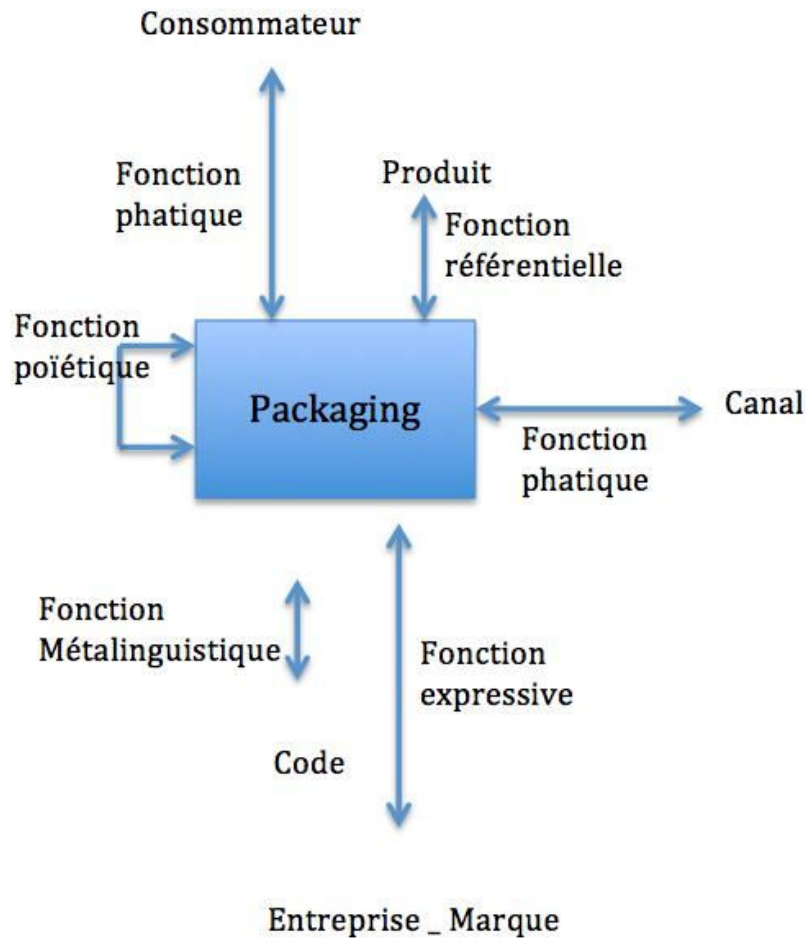 Consommateur
Fonction
phatique
Produit
Fonction
référentielle
Fonction
poïétique
Packaging
Canal
Fonction
phatique
Fonction
Métalinguistique
Fonction
expressive
Code
Entreprise _ Marque